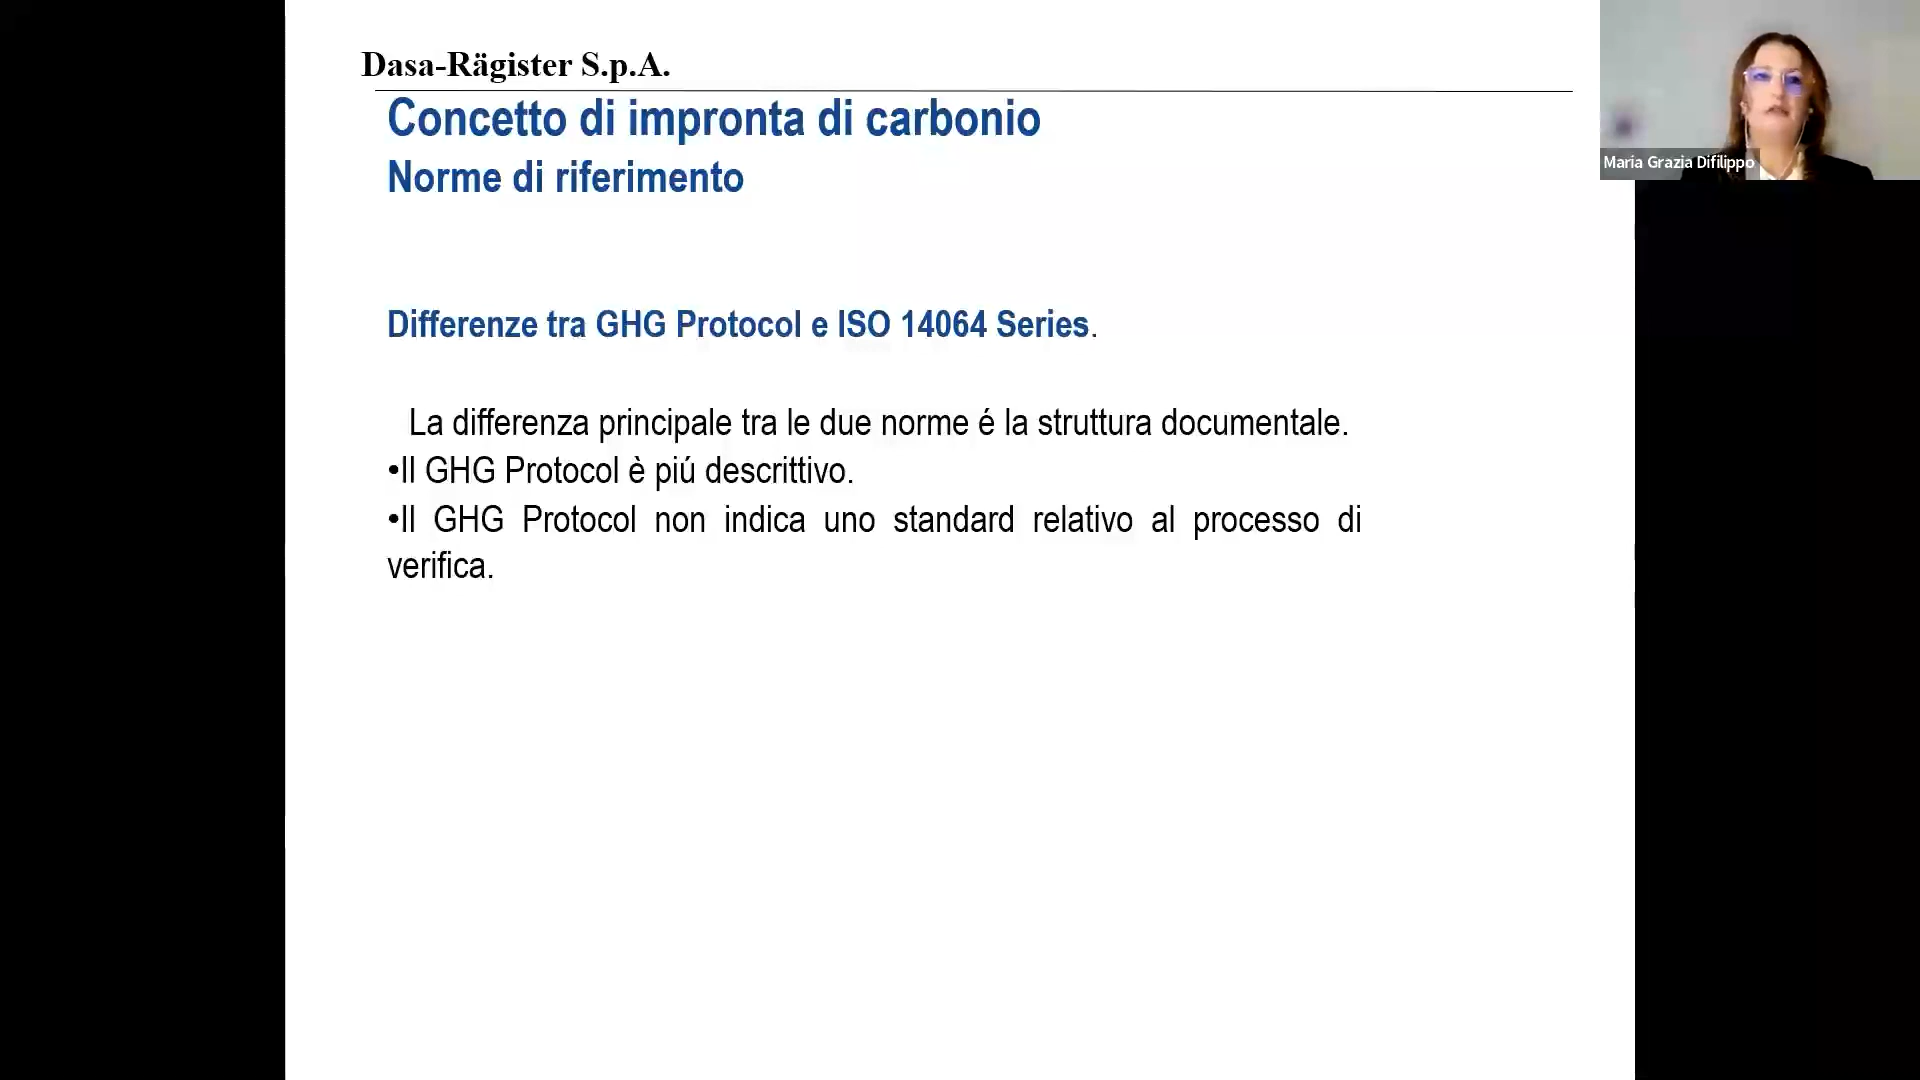 Dasa-Rägister S.p.A.
Concetto di impronta di carbonio
Norme di riferimento
Differenze tra GHG Protocol e ISO 14064 Series.
La differenza principale tra le due norme é la struttura documentale.
•Il GHG Protocol è piú descrittivo.
•Il GHG Protocol non indica uno standard relativo al processo di
verifica.
Maria Grazia Difilippo